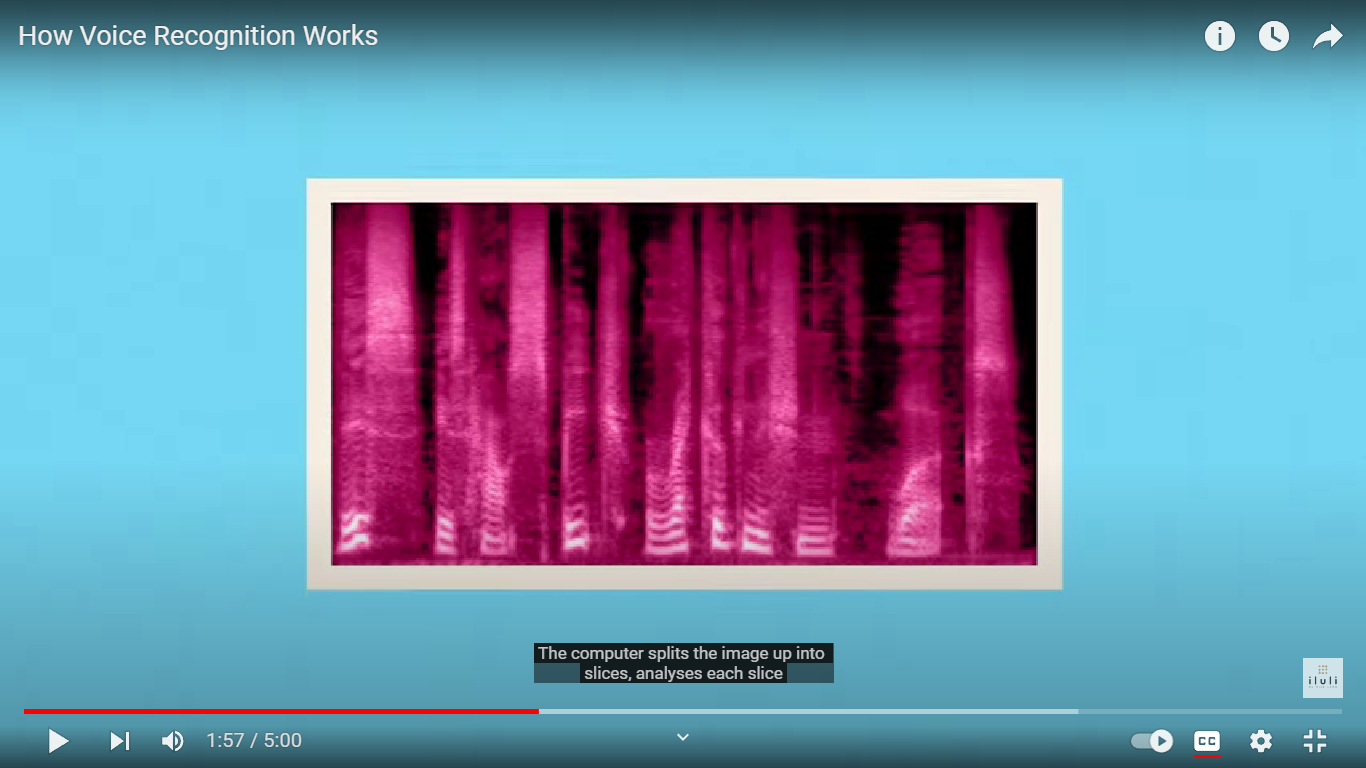 How Voice Recognition Works
The computer splits the image up into
slices, analyses each slice
iluli
1:57 / 5:00
CC